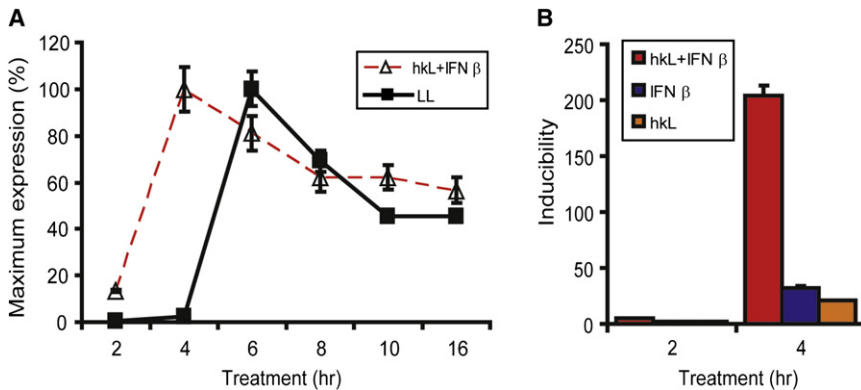 A
Maximum expression (%)
120
100
80
60
40
20
0
hkL+IFN β
LL
2 4 6 8 10 16
Treatment (hr)
B
Inducibility
250
200
150
100
50
0
hkL+IFN β
IFN β
hkL
2 4
Treatment (hr)